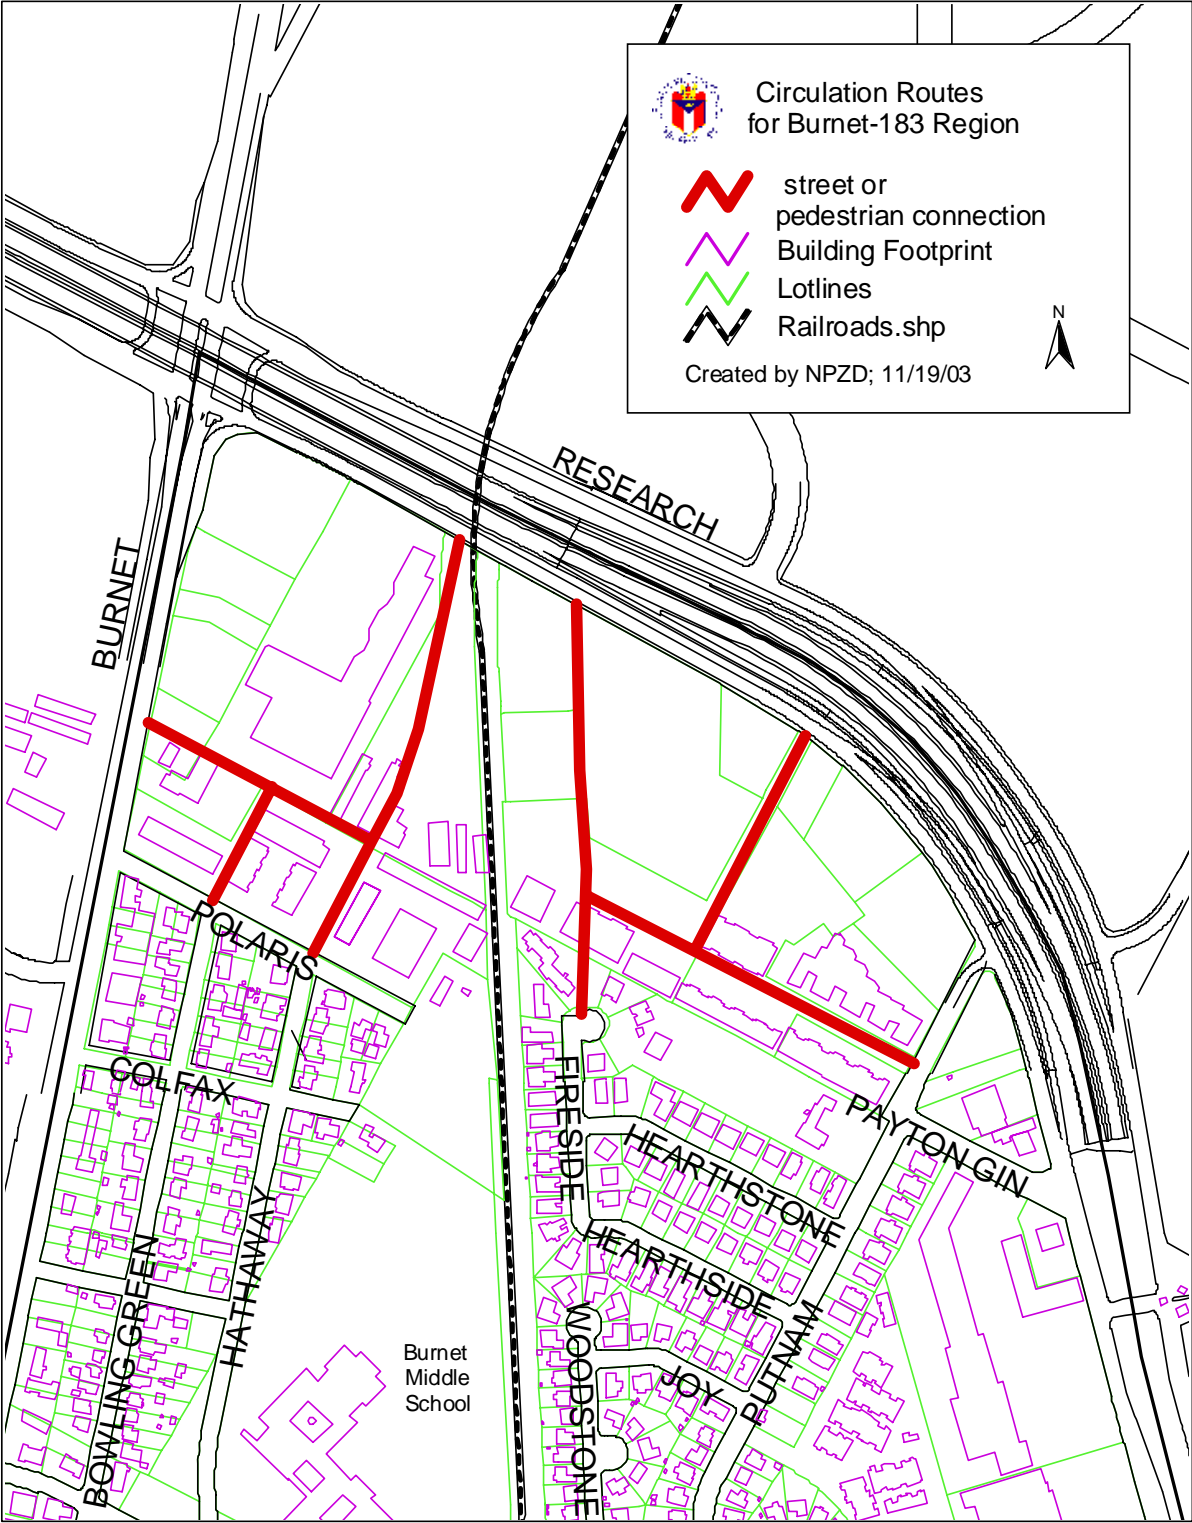 Circulation Routes
for Burnet-183 Region
street or
pedestrian connection
Building Footprint
Lotlines
Railroads.shp
N
Created by NPZD; 11/19/03
RESEARCH
BURNET
POLARIS
COLFAX
FIRESIDE
PAYTON GIN
HEARTHSTONE
HEARTHSIDE
HATHAWAY
BOWLING GREEN
WOODSTONE
PUTNAM
JOY
Burnet
Middle
School